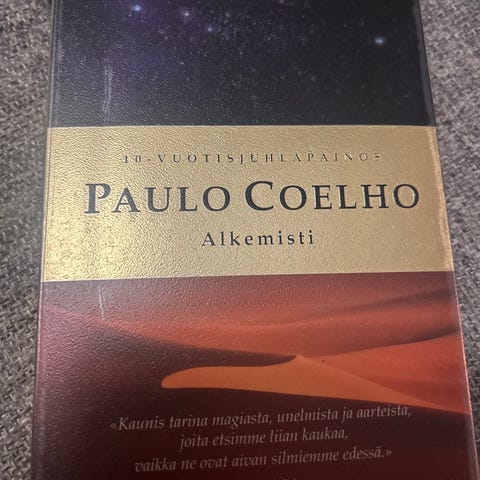 10-VUOTISJUHLAPAINOS
PAULO COELHO
Alkemisti
«Kaunis tarina magiasta, unelmista ja aarteista,
joita etsimme liian kaukaa,
vaikka ne ovat aivan silmiemme edessä.»